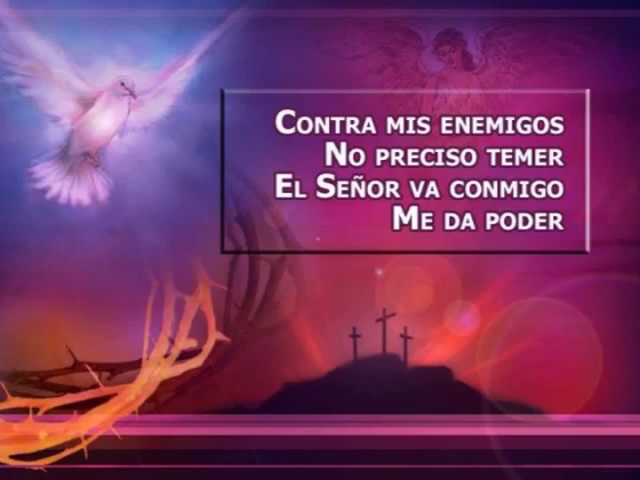 Contra mis enemigos
No preciso temer
El Señor va conmigo
Me da poder